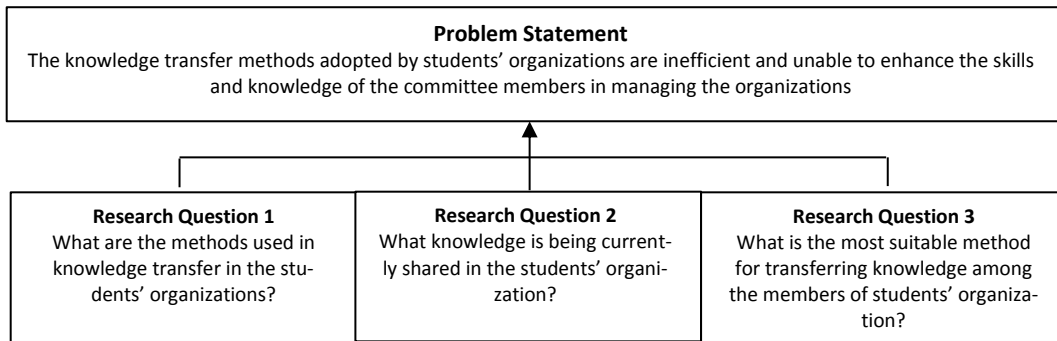 Problem Statement
The knowledge transfer methods adopted by students’ organizations are inefficient and unable to enhance the skills
and knowledge of the committee members in managing the organizations
Research Question 1
What are the methods used in
knowledge transfer in the stu-
dents’ organizations?
Research Question 2
What knowledge is being current-
ly shared in the students’ organi-
zation?
Research Question 3
What is the most suitable method
for transferring knowledge among
the members of students’ organiza-
tion?